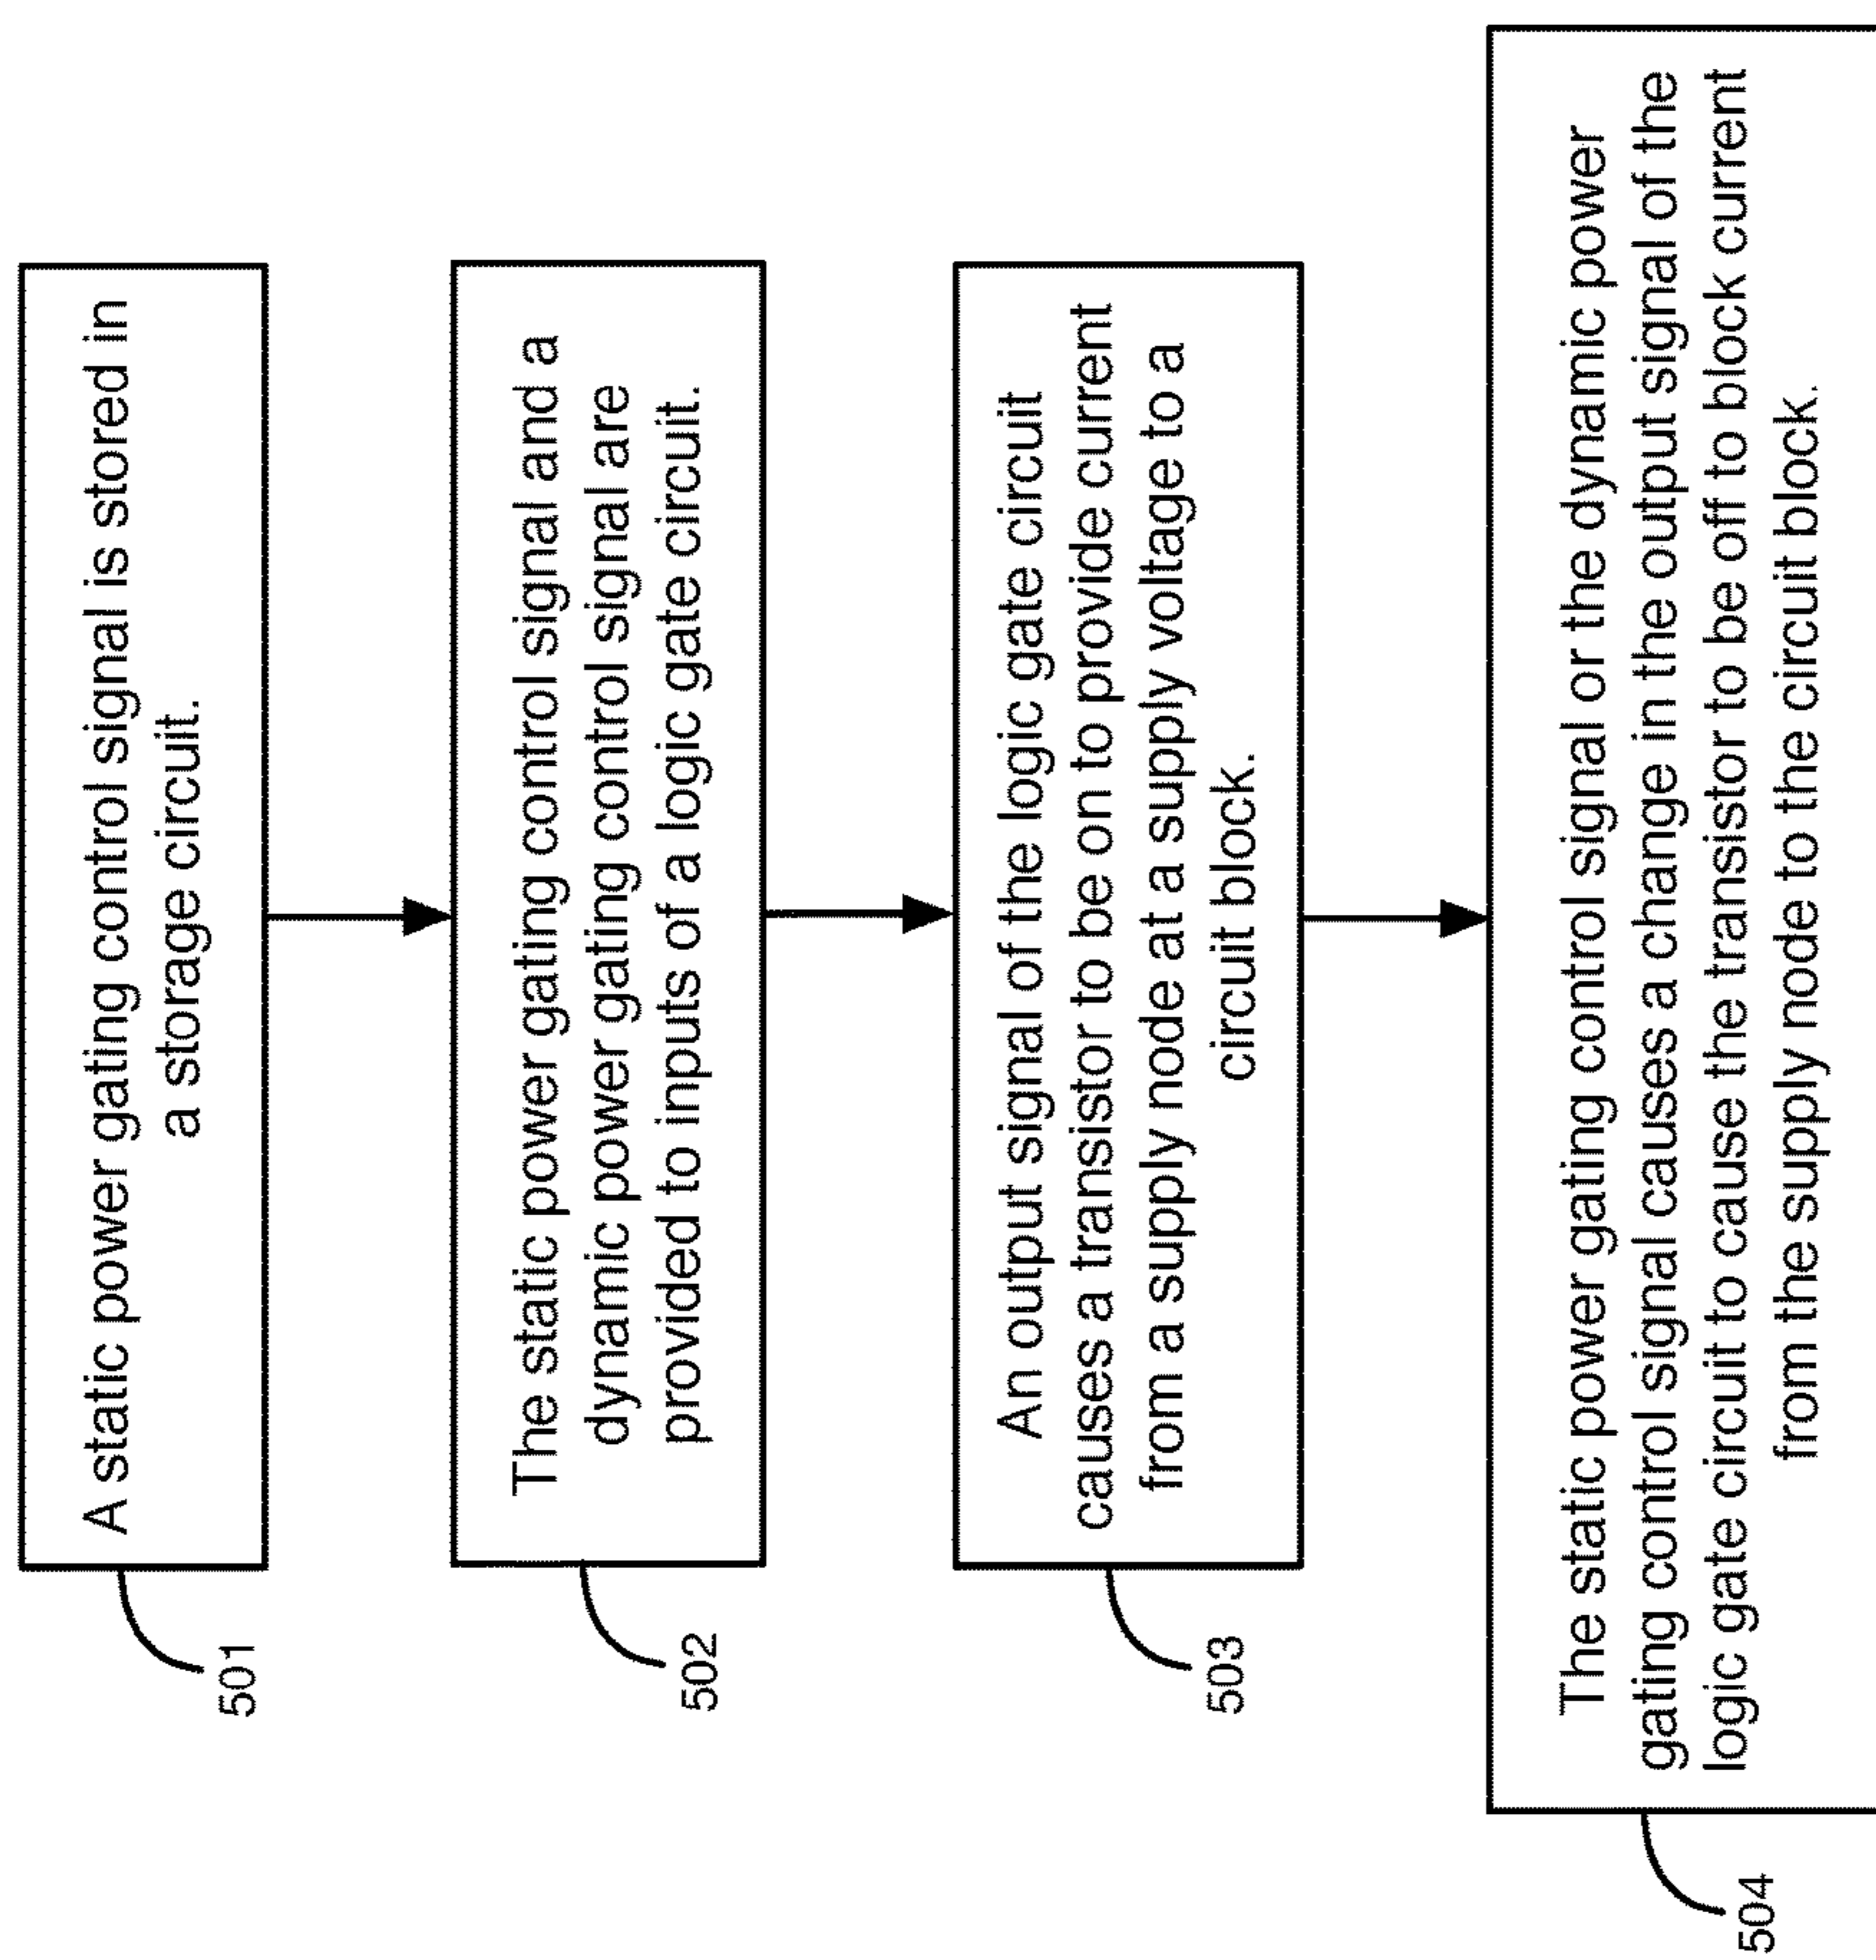 A static power gating control signal is stored in
a storage circuit.
501
The static power gating control signal and a
dynamic power gating control signal are
provided to inputs of a logic gate circuit.
502
An output signal of the logic gate circuit
causes a transistor to be on to provide current
from a supply node at a supply voltage to a
circuit block.
503
The static power gating control signal or the dynamic power
gating control signal causes a change in the output signal of the
logic gate circuit to cause the transistor to be off to block current
from the supply node to the circuit block.
504